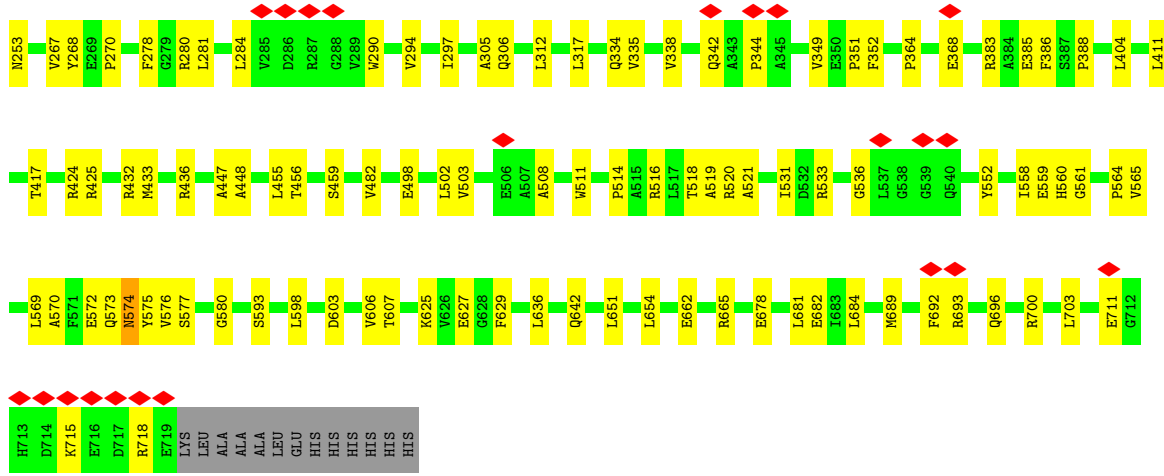 N253 V267 Y268 E269 P270 F278 G279 R280 L281 L284 V285 D286 R287 G288 V289 W290 V294 I297 A305 Q306 L312 L317 Q334 V335 V338 Q342 A343 P344 A345 V349 E350 P351 F352 P364 E368 R383 A384 E385 F386 S387 P388 L404 L411
T417 R424 R425 R432 M433 R436 A447 A448 L455 T456 S459 V482 E498 L502 V503 E506 A507 A508 W511 P514 A515 R516 L517 T518 A519 R520 A521 I531 D532 R533 G536 L537 G538 G539 Q540 Y552 I558 E559 H560 G561 P564 V565
L569 A570 F571 E572 Q573 N574 Y575 V576 S577 G580 S593 L598 D603 V606 T607 K625 V626 E627 G628 F629 L636 Q642 L651 L654 E662 R665 E678 L681 E682 I683 L684 M689 F692 R693 Q696 R700 L703 E711 G712
H713 D714 K715 E716 D717 R718 E719 LYS LEU ALA ALA ALA LEU GLU HIS HIS HIS HIS HIS HIS